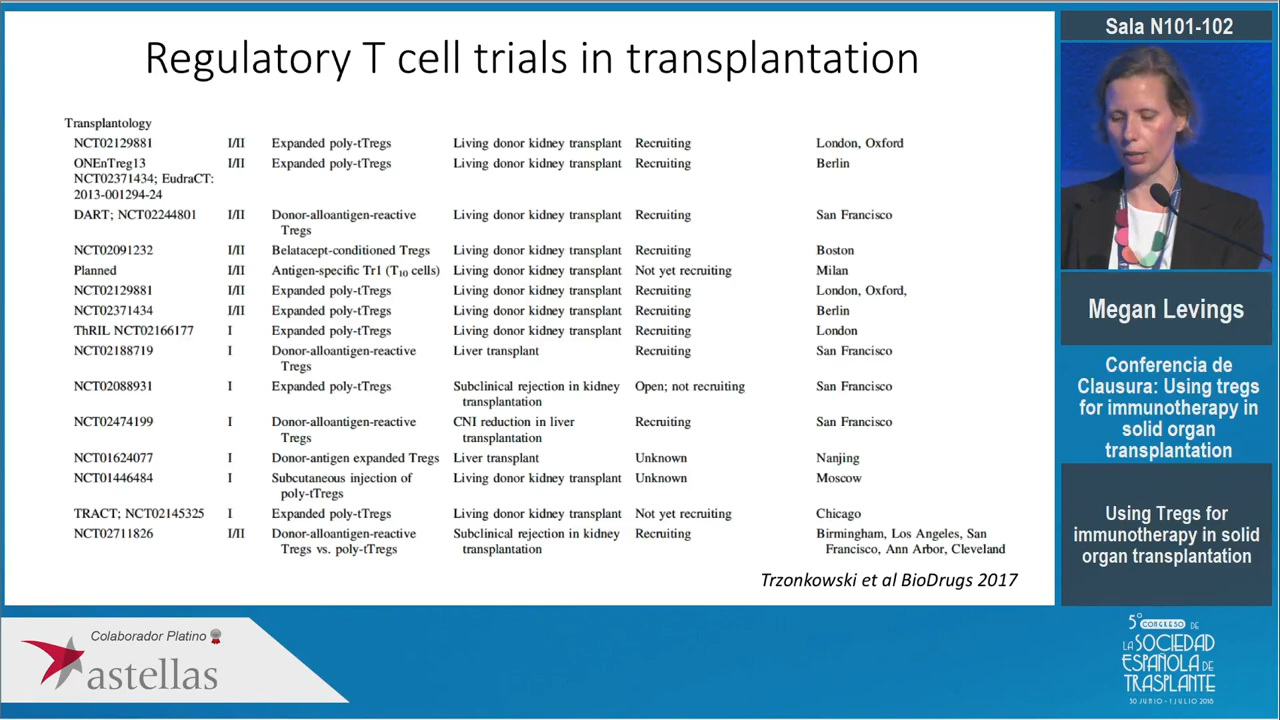 Regulatory T cell trials in transplantation
Transplantology
NCT02129881 I/II Expanded poly-tTregs Living donor kidney transplant Recruiting London, Oxford
ONEnTreg13 I/II Expanded poly-tTregs Living donor kidney transplant Recruiting Berlin
NCT02371434; EudraCT:
2013-001294-24
DART; NCT02244801 I/II Donor-alloantigen-reactive Living donor kidney transplant Recruiting San Francisco
Tregs
NCT02091232 I/II Belatacept-conditioned Tregs Living donor kidney transplant Recruiting Boston
Planned I/II Antigen-specific Tr1 (T10 cells) Living donor kidney transplant Not yet recruiting Milan
NCT02129881 I/II Expanded poly-tTregs Living donor kidney transplant Recruiting London, Oxford,
NCT02371434 I/II Expanded poly-tTregs Living donor kidney transplant Recruiting Berlin
ThRIL NCT02166177 I Expanded poly-tTregs Living donor kidney transplant Recruiting London
NCT02188719 I Donor-alloantigen-reactive Liver transplant Recruiting San Francisco
Tregs
NCT02088931 I Expanded poly-tTregs Subclinical rejection in kidney Open; not recruiting San Francisco
transplantation
NCT02474199 I Donor-alloantigen-reactive CNI reduction in liver Recruiting San Francisco
Tregs transplantation
NCT01624077 I Donor-antigen expanded Tregs Liver transplant Unknown Nanjing
NCT01446484 I Subcutaneous injection of Living donor kidney transplant Unknown Moscow
poly-tTregs
TRACT; NCT02145325 I Expanded poly-tTregs Living donor kidney transplant Not yet recruiting Chicago
NCT02711826 I/II Donor-alloantigen-reactive Subclinical rejection in kidney Recruiting Birmingham, Los Angeles, San
Tregs vs. poly-tTregs transplantation Francisco, Ann Arbor, Cleveland
Trzonkowski et al BioDrugs 2017
Sala N101-102
Megan Levings
Conferencia de
Clausura: Using tregs
for immunotherapy in
solid organ
transplantation
Using Tregs for
immunotherapy in solid
organ transplantation
Colaborador Platino
astellas
5º CONGRESO DE
LA SOCIEDAD
ESPAÑOLA DE
TRASPLANTE
30 JUNIO - 1 JULIO 2018